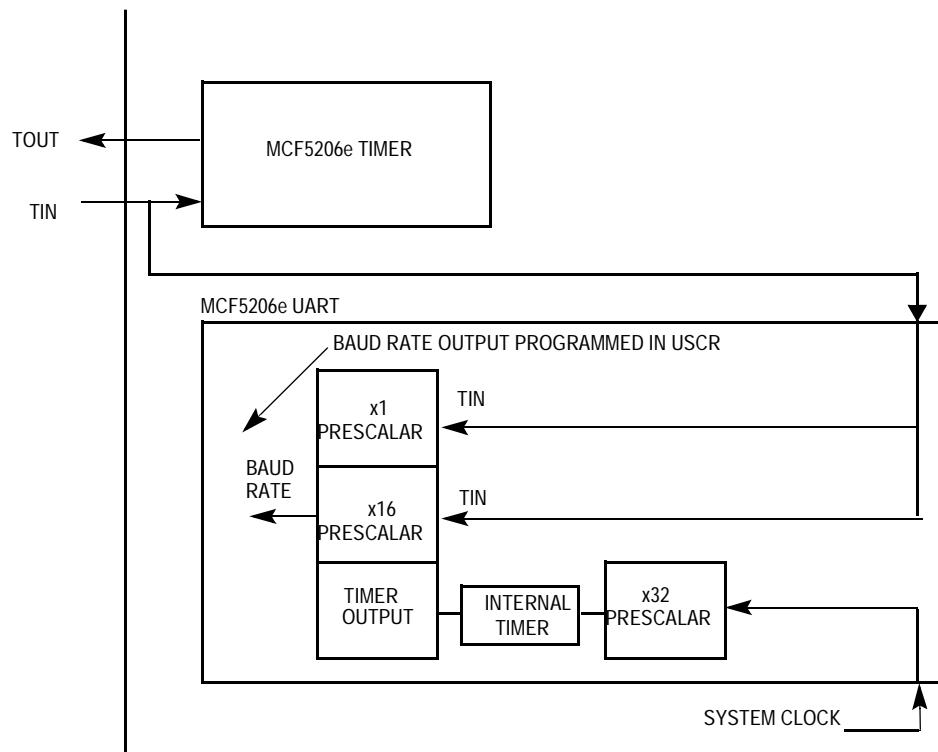 TOUT
MCF5206e TIMER
TIN
MCF5206e UART
BAUD RATE OUTPUT PROGRAMMED IN USCR
x1
PRESCALAR
TIN
BAUD
RATE
x16
PRESCALAR
TIN
TIMER
OUTPUT
INTERNAL
TIMER
x32
PRESCALAR
SYSTEM CLOCK